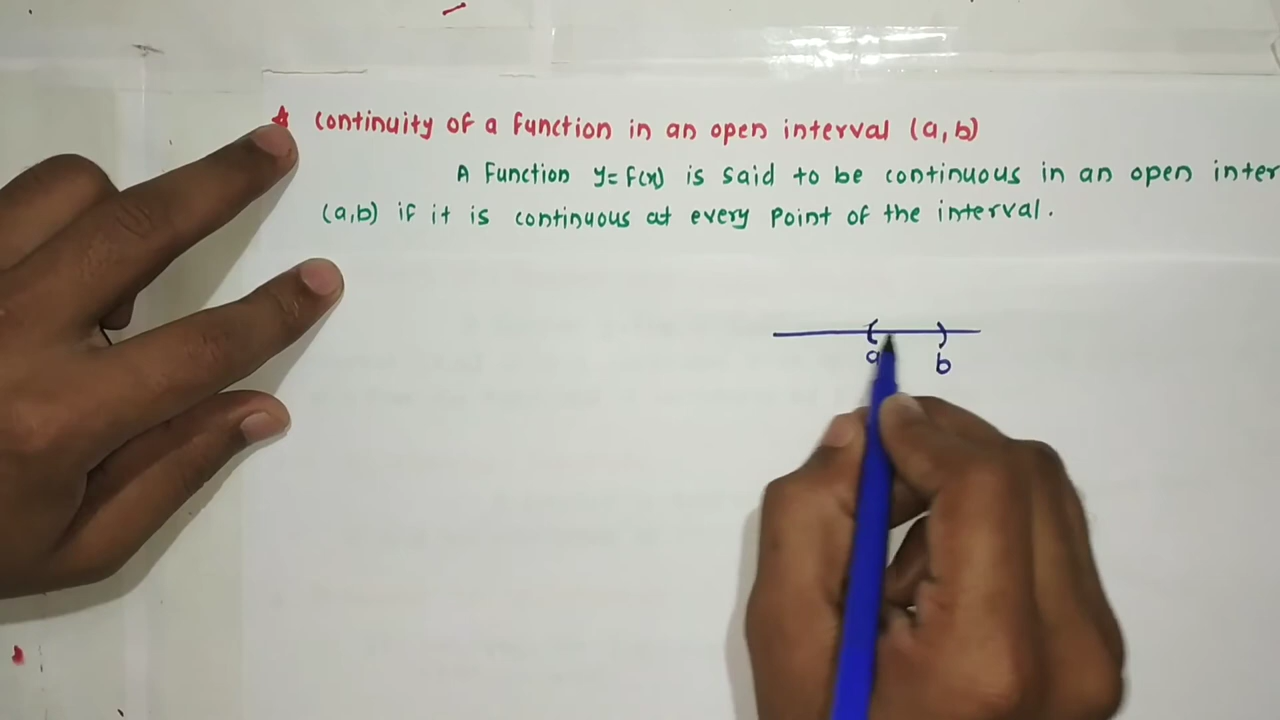 ☆ Continuity of a function in an open interval (a,b)
A Function y=f(x) is said to be continuous in an open inter
(a,b) if it is continuous at every point of the interval.
( )
a b